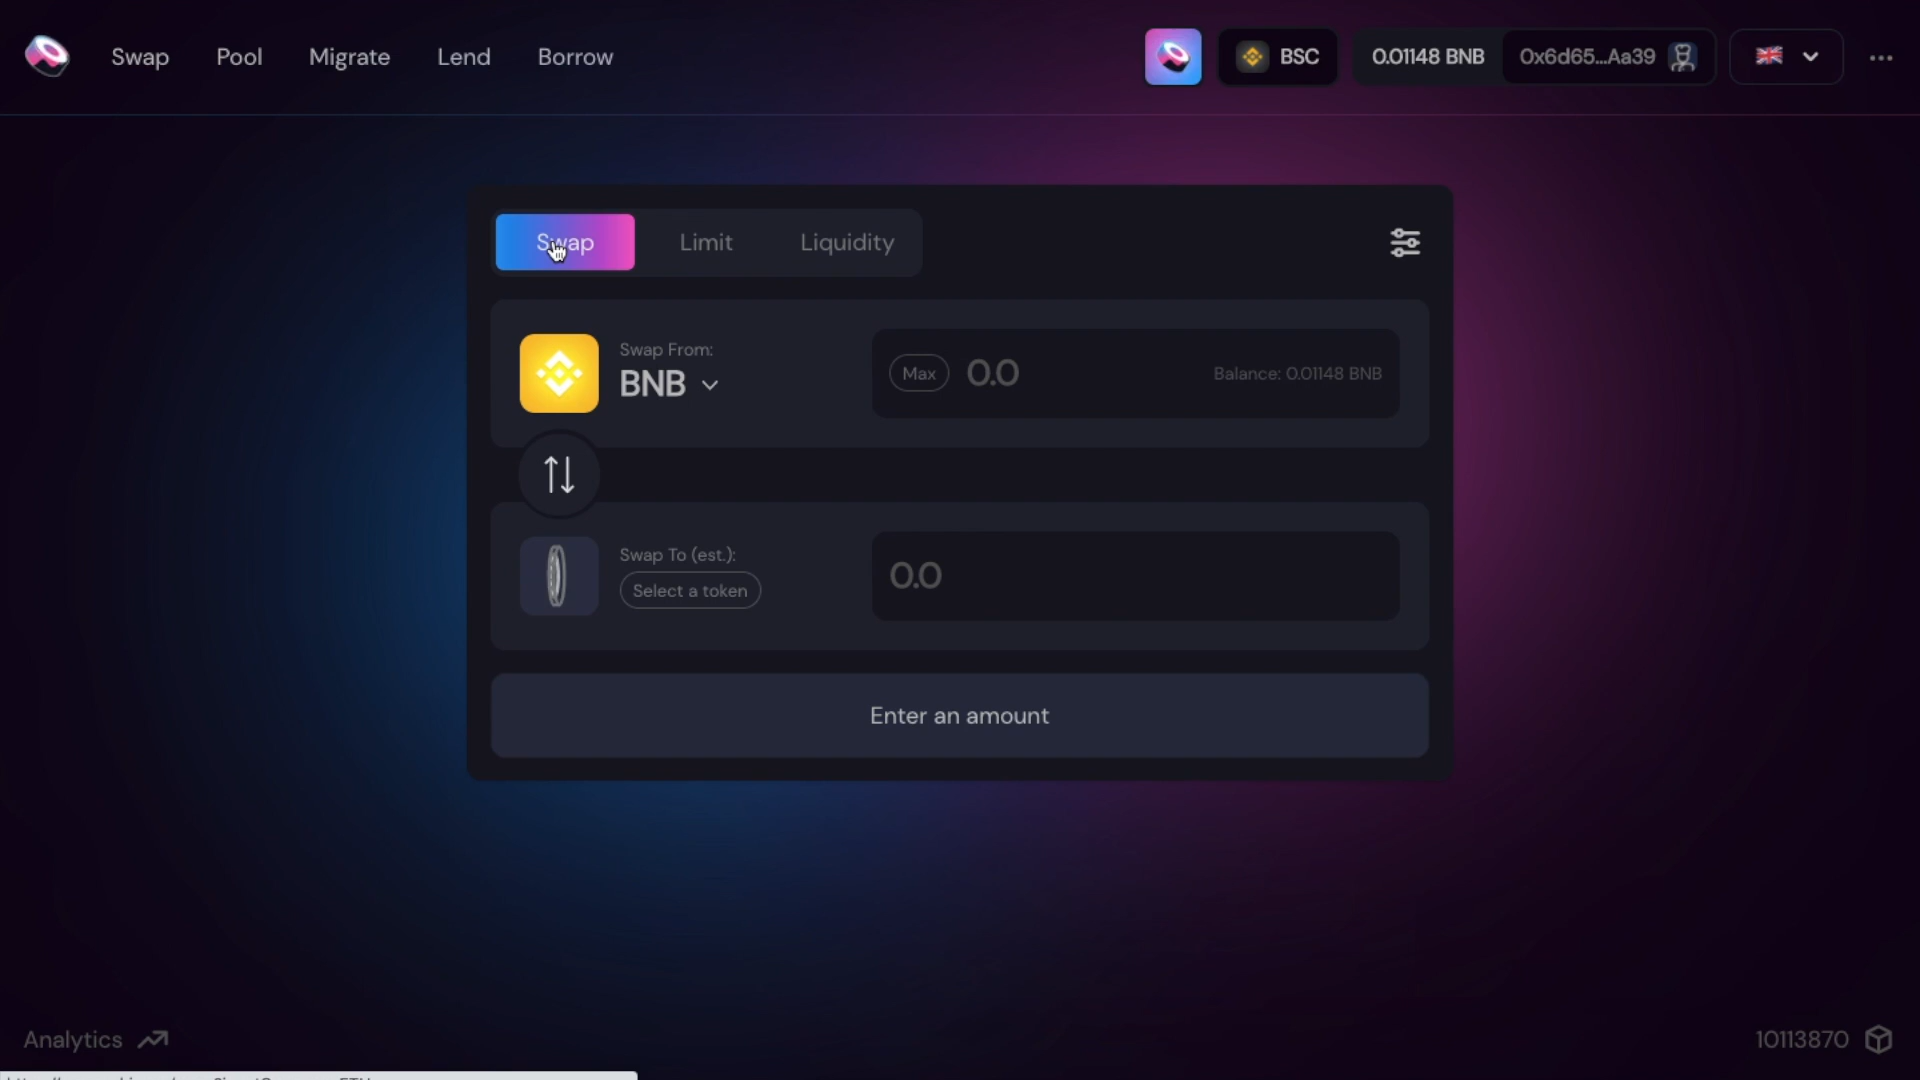 Swap Pool Migrate Lend Borrow BSC 0.01148 BNB 0x6d65...Aa39
Swap Limit Liquidity
Swap From:
BNB Max 0.0 Balance: 0.01148 BNB
Swap To (est.):
Select a token 0.0
Enter an amount
Analytics 10113870